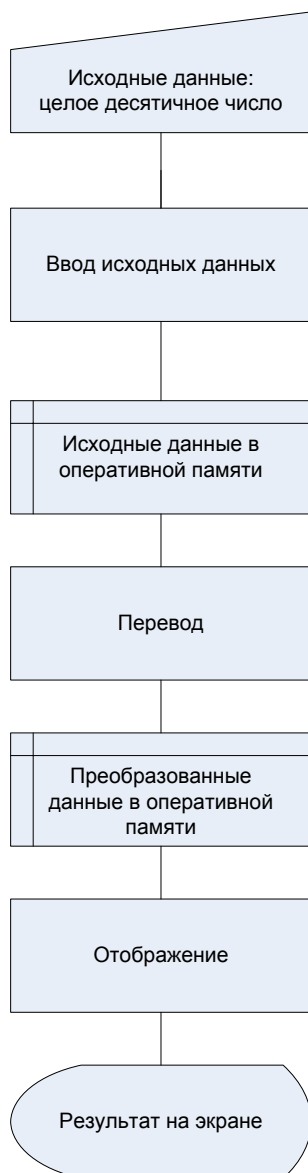 Исходные данные:
целое десятичное число
Ввод исходных данных
Исходные данные в
оперативной памяти
Перевод
Преобразованные
данные в оперативной
памяти
Отображение
Результат на экране